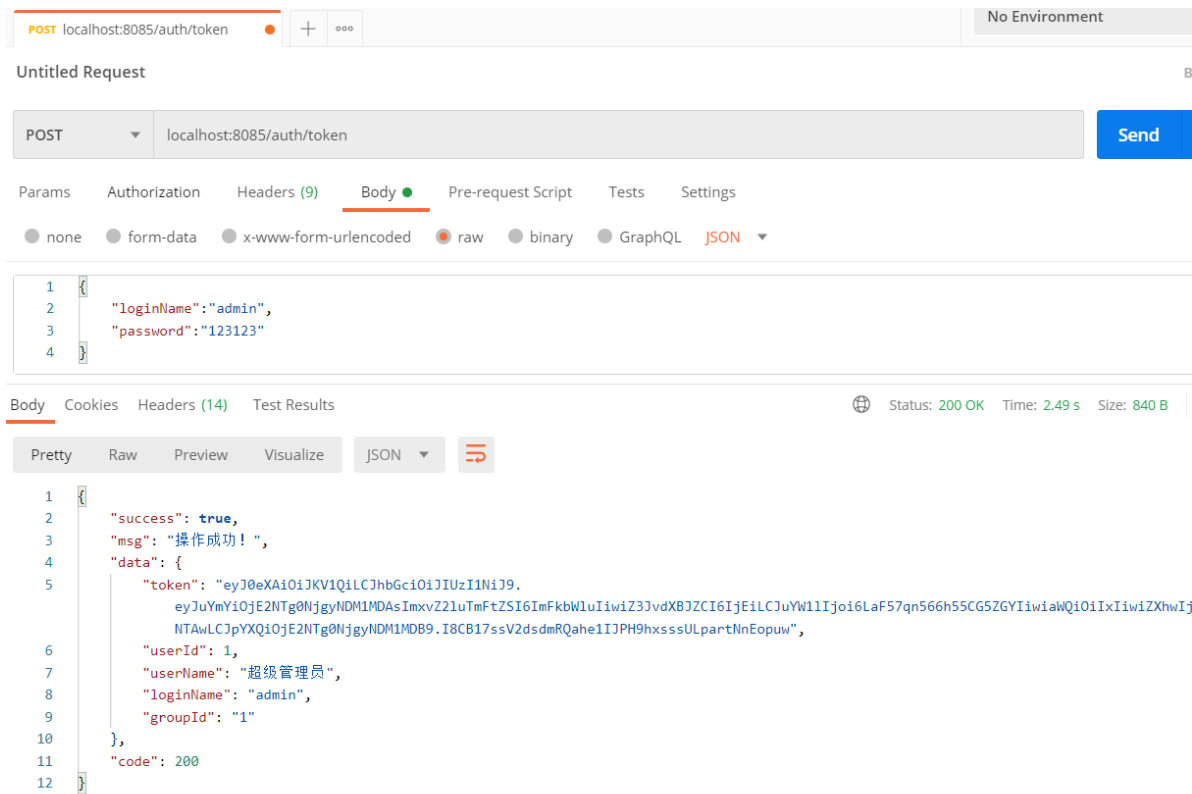 POST localhost:8085/auth/token
No Environment
Untitled Request
POST localhost:8085/auth/token Send
Params Authorization Headers (9) Body Pre-request Script Tests Settings
none form-data x-www-form-urlencoded raw binary GraphQL JSON
1 {
2 "loginName":"admin",
3 "password":"123123"
4 }
Body Cookies Headers (14) Test Results Status: 200 OK Time: 2.49 s Size: 840 B
Pretty Raw Preview Visualize JSON
1 {
2 "success": true,
3 "msg": "操作成功！",
4 "data": {
5 "token": "eyJ0eXAiOiJKV1QiLCJhbGciOiJIUzI1NiJ9.
eyJuYmYiOjE2NTg0NjgyNDM1MDAsImxvZ2luTmFtZSI6ImFkbWluIiwiZ3JvdXBJZCI6IjEiLCJuYW1lIjoi6LaF57qn566h55CG5ZGYIiwiaWQiOiIxIiwiZXhwIj
NTAwLCJpYXQiOjE2NTg0NjgyNDM1MDB9.I8CB17ssV2dsdmRQahe1IJPH9hxsssULpartNnEopuw",
6 "userId": 1,
7 "userName": "超级管理员",
8 "loginName": "admin",
9 "groupId": "1"
10 },
11 "code": 200
12 }